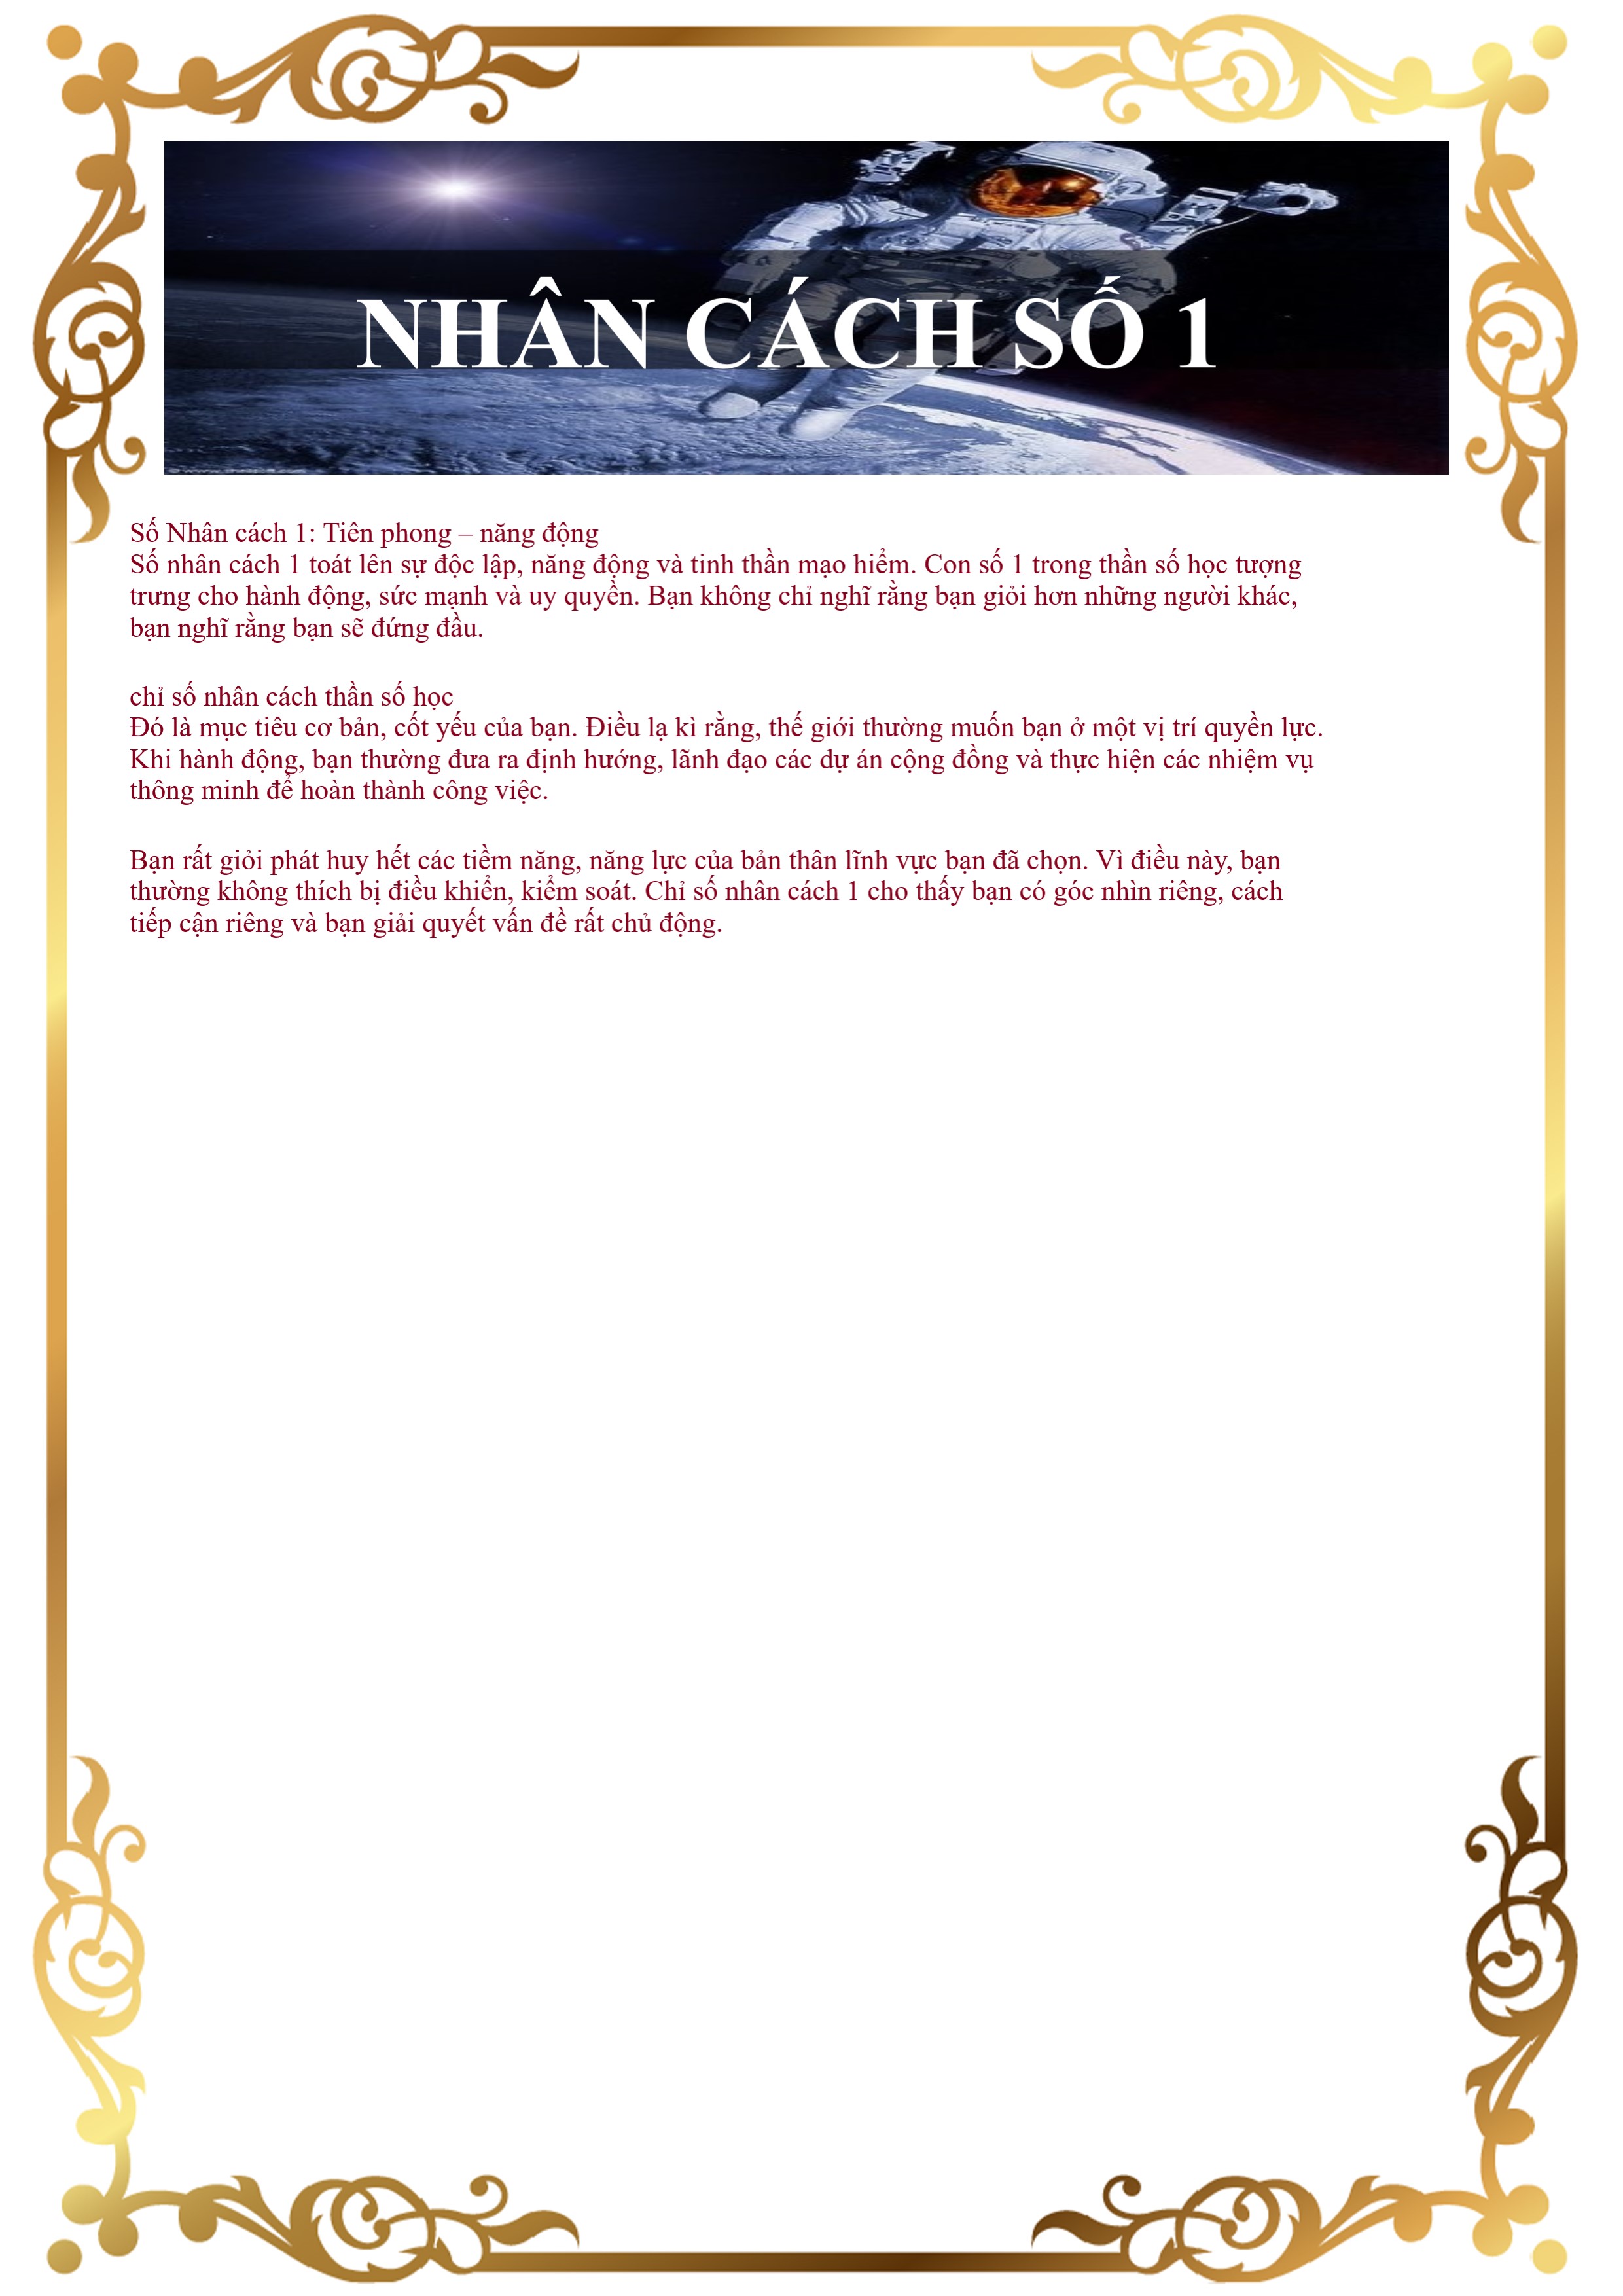 NHÂN CÁCH SỐ 1
Số Nhân cách 1: Tiên phong – năng động
Số nhân cách 1 toát lên sự độc lập, năng động và tinh thần mạo hiểm. Con số 1 trong thần số học tượng
trưng cho hành động, sức mạnh và uy quyền. Bạn không chỉ nghĩ rằng bạn giỏi hơn những người khác,
bạn nghĩ rằng bạn sẽ đứng đầu.
chỉ số nhân cách thần số học
Đó là mục tiêu cơ bản, cốt yếu của bạn. Điều lạ kì rằng, thế giới thường muốn bạn ở một vị trí quyền lực.
Khi hành động, bạn thường đưa ra định hướng, lãnh đạo các dự án cộng đồng và thực hiện các nhiệm vụ
thông minh để hoàn thành công việc.
Bạn rất giỏi phát huy hết các tiềm năng, năng lực của bản thân lĩnh vực bạn đã chọn. Vì điều này, bạn
thường không thích bị điều khiển, kiểm soát. Chỉ số nhân cách 1 cho thấy bạn có góc nhìn riêng, cách
tiếp cận riêng và bạn giải quyết vấn đề rất chủ động.